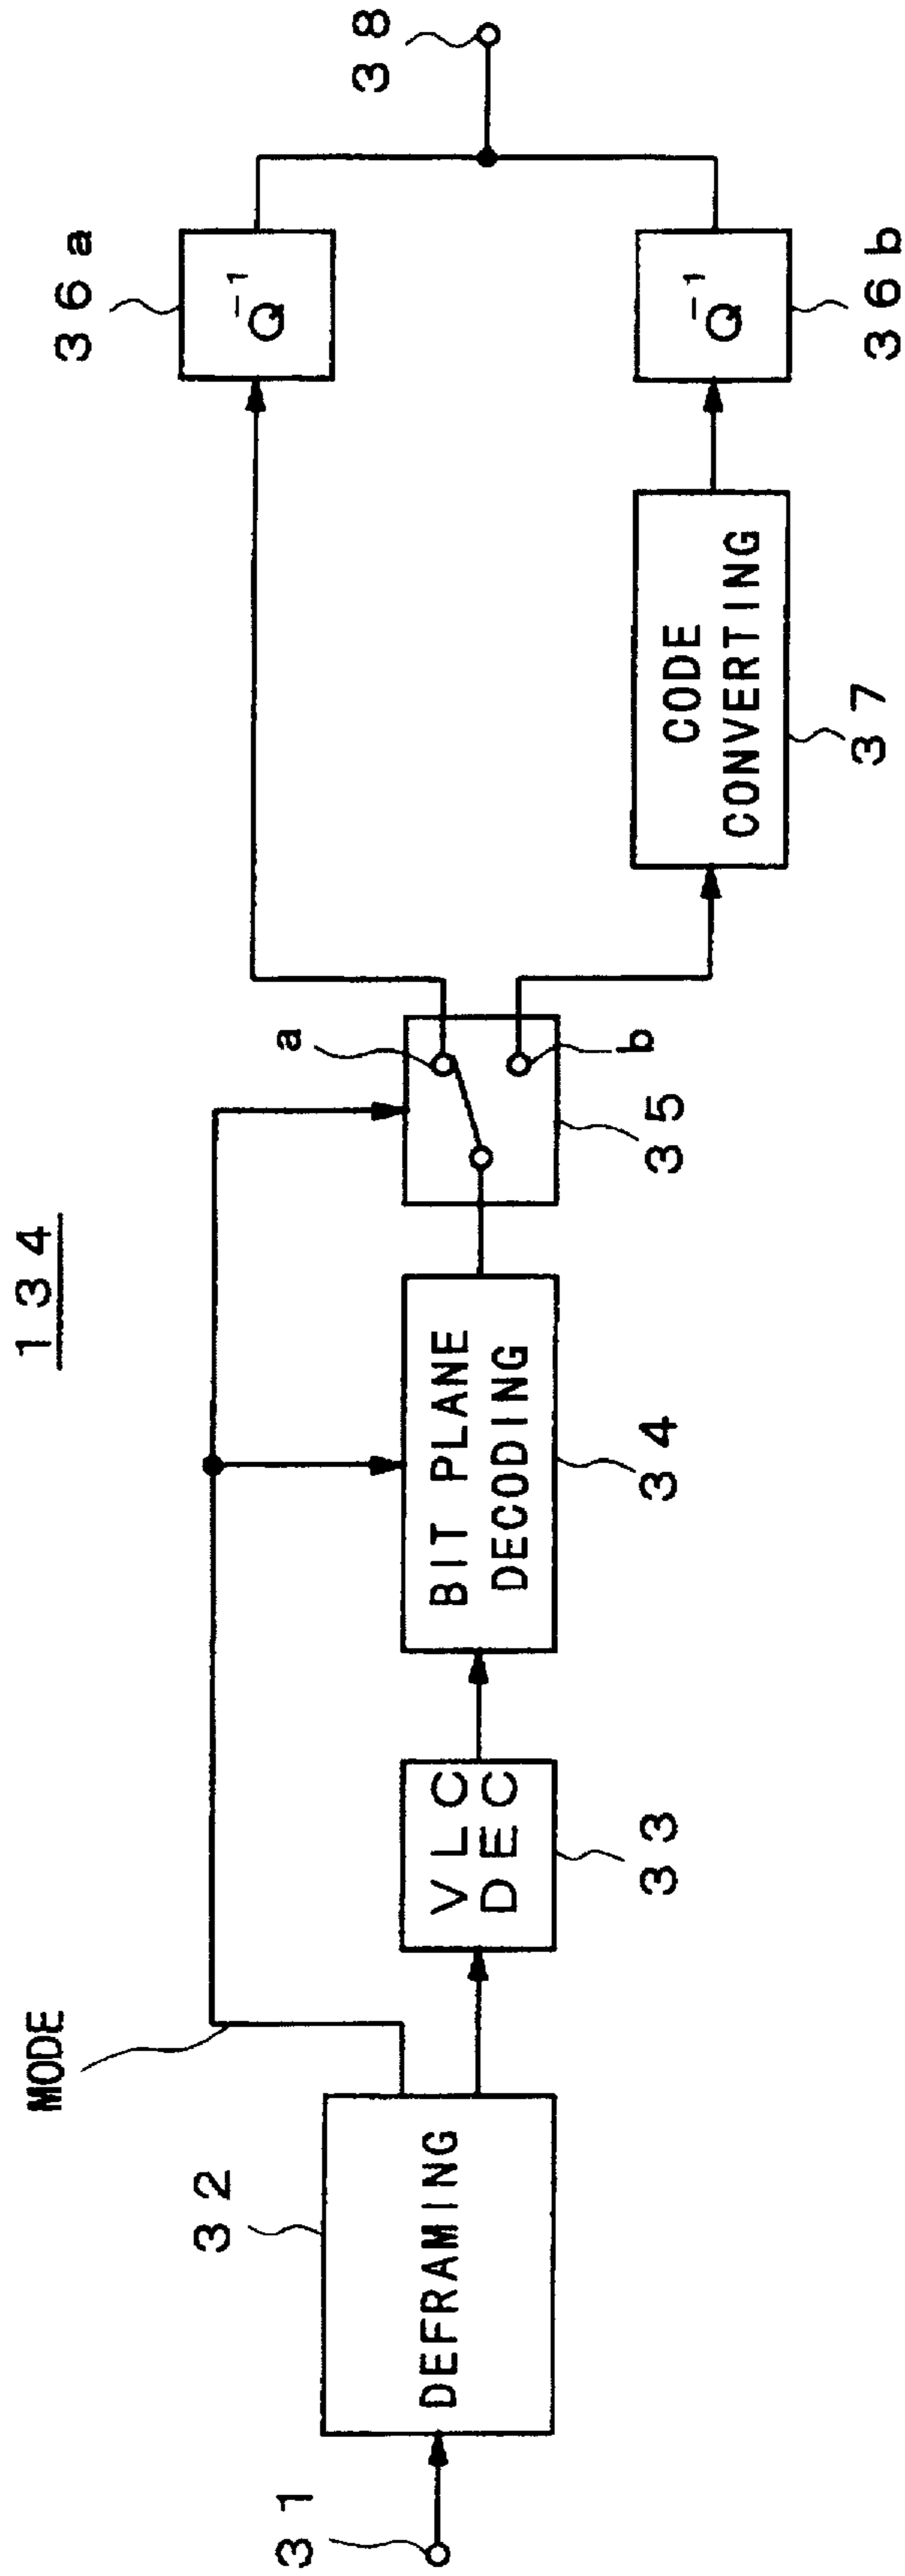 134
MODE
31
32
DEFRAMING
VLC
DEC
33
BIT PLANE
DECODING
34
a
b
35
36a
Q⁻¹
CODE
CONVERTING
37
Q⁻¹
36b
38